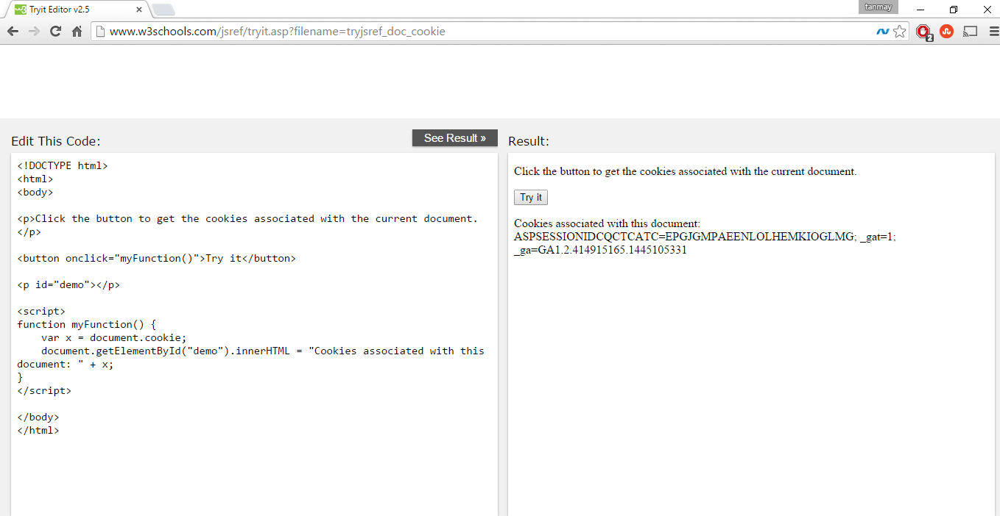 w3 Tryit Editor v2.5
tanmay
www.w3schools.com/jsref/tryit.asp?filename=tryjsref_doc_cookie
2
Edit This Code:
See Result »
<!DOCTYPE html>
<html>
<body>
<p>Click the button to get the cookies associated with the current document.
</p>
<button onclick="myFunction()">Try it</button>
<p id="demo"></p>
<script>
function myFunction() {
    var x = document.cookie;
    document.getElementById("demo").innerHTML = "Cookies associated with this
document: " + x;
}
</script>
</body>
</html>
Result:
Click the button to get the cookies associated with the current document.
Try it
Cookies associated with this document:
ASPSESSIONIDCQCTCATC=EPGJGMPAEENLOLHEMKIOGLMG; _gat=1;
_ga=GA1.2.414915165.1445105331